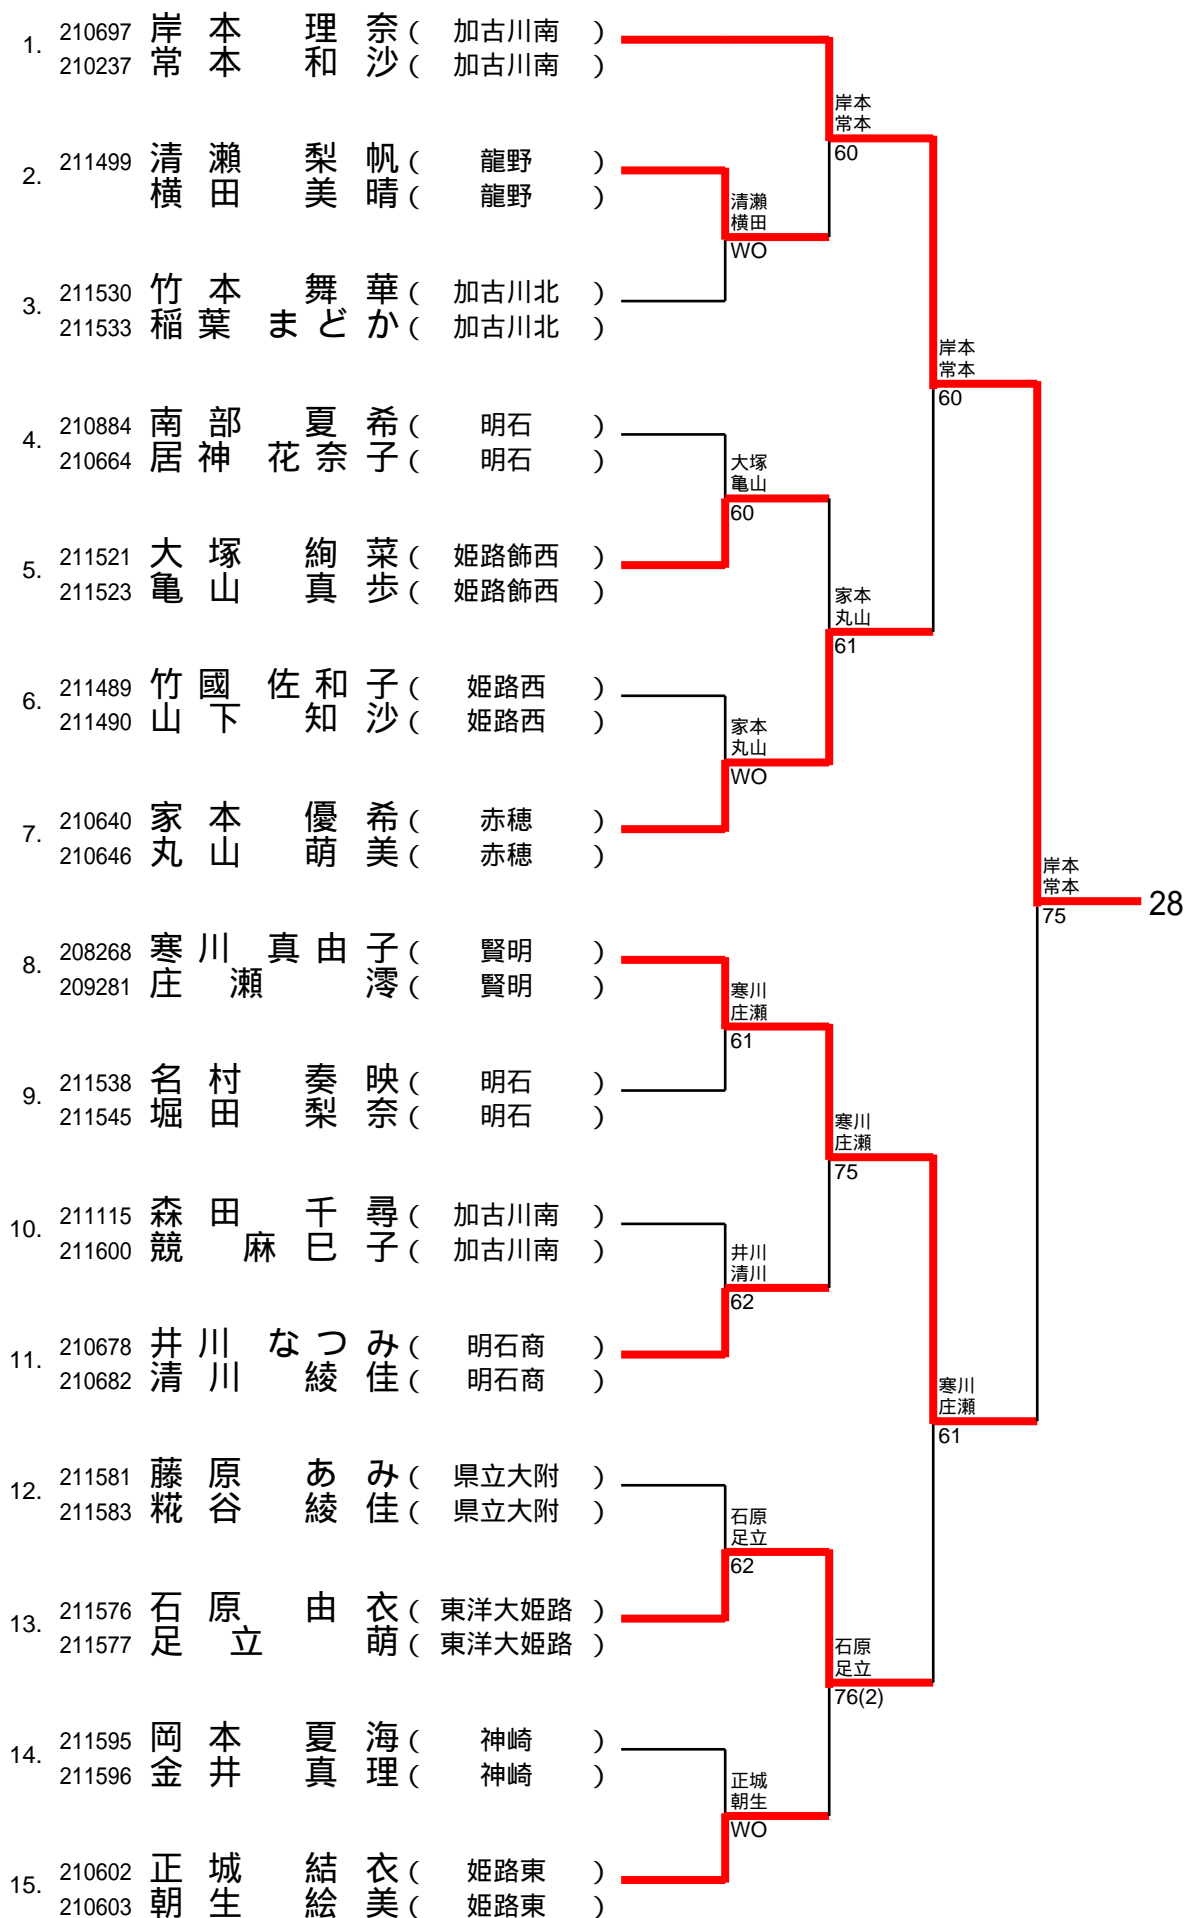 1. 210697 岸本 理奈 ( 加古川南 )
210237 常本 和沙 ( 加古川南 )
岸本
常本
60
2. 211499 清瀬 梨帆 ( 龍野 )
横田 美晴 ( 龍野 )
清瀬
横田
WO
3. 211530 竹本 舞華 ( 加古川北 )
211533 稲葉 まどか ( 加古川北 )
岸本
常本
60
4. 210884 南部 夏希 ( 明石 )
210664 居神 花奈子 ( 明石 )
大塚
亀山
60
5. 211521 大塚 絢菜 ( 姫路飾西 )
211523 亀山 真歩 ( 姫路飾西 )
家本
丸山
61
6. 211489 竹國 佐和子 ( 姫路西 )
211490 山下 知沙 ( 姫路西 )
家本
丸山
WO
7. 210640 家本 優希 ( 赤穂 )
210646 丸山 萌美 ( 赤穂 )
岸本
常本
75
28
8. 208268 寒川 真由子 ( 賢明 )
209281 庄瀬 澪 ( 賢明 )
寒川
庄瀬
61
9. 211538 名村 奏映 ( 明石 )
211545 堀田 梨奈 ( 明石 )
寒川
庄瀬
75
10. 211115 森田 千尋 ( 加古川南 )
211600 競 麻巳子 ( 加古川南 )
井川
清川
62
11. 210678 井川 なつみ ( 明石商 )
210682 清川 綾佳 ( 明石商 )
寒川
庄瀬
61
12. 211581 藤原 あみ ( 県立大附 )
211583 糀谷 綾佳 ( 県立大附 )
石原
足立
62
13. 211576 石原 由衣 ( 東洋大姫路 )
211577 足立 萌 ( 東洋大姫路 )
石原
足立
76(2)
14. 211595 岡本 夏海 ( 神崎 )
211596 金井 真理 ( 神崎 )
正城
朝生
WO
15. 210602 正城 結衣 ( 姫路東 )
210603 朝生 絵美 ( 姫路東 )